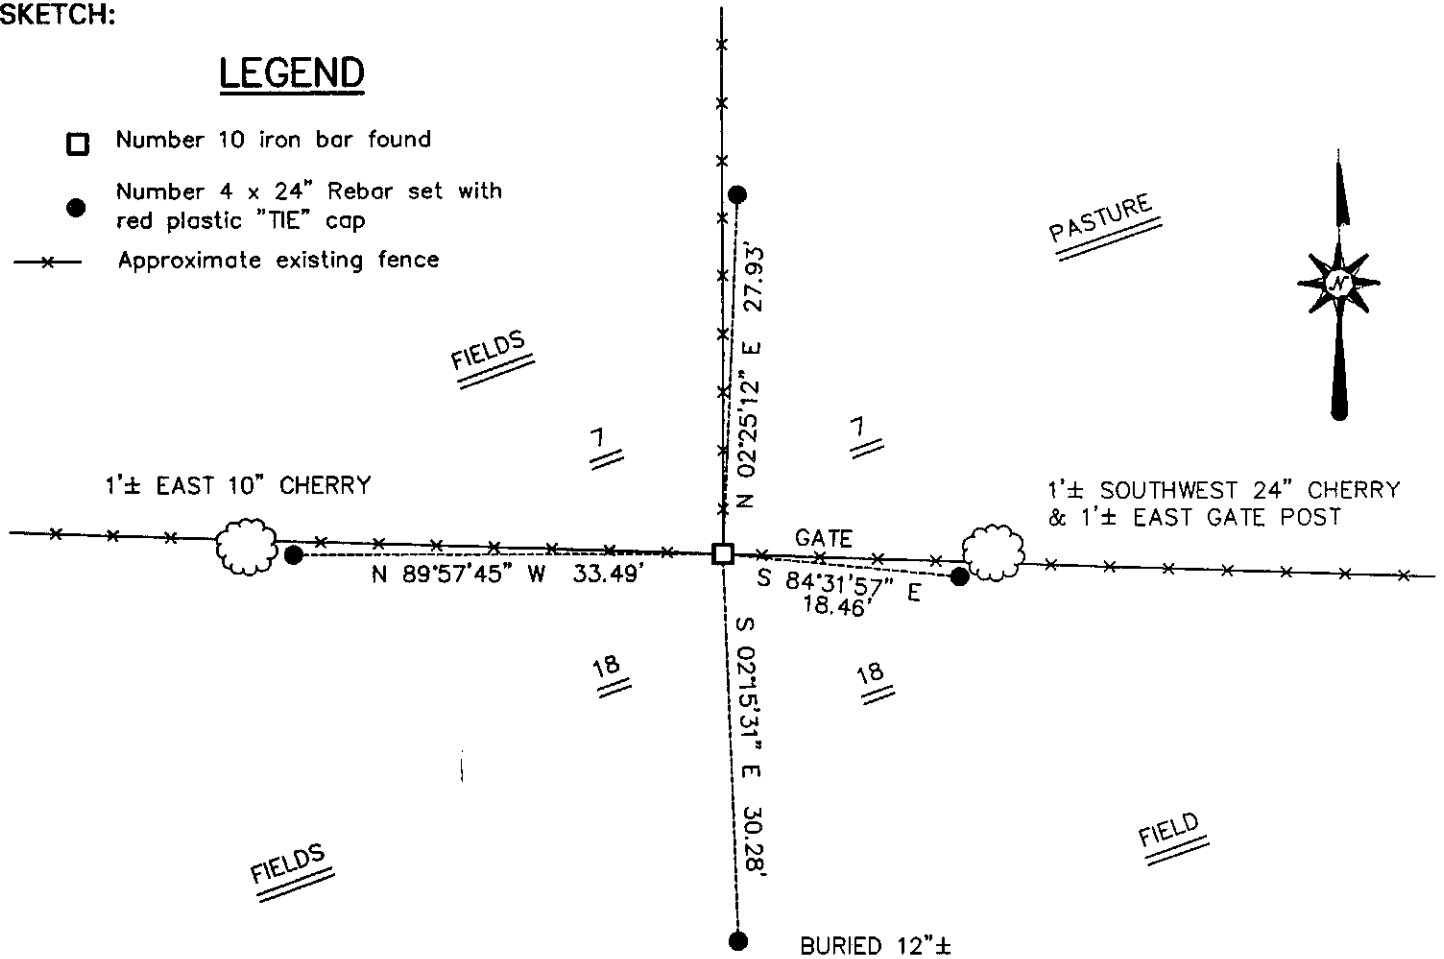 SKETCH:
LEGEND
Number 10 iron bar found
Number 4 x 24" Rebar set with
red plastic "TIE" cap
Approximate existing fence
PASTURE
N
FIELDS
N 02°25'12" E 27.93'
7
7
1'± EAST 10" CHERRY
1'± SOUTHWEST 24" CHERRY
& 1'± EAST GATE POST
GATE
N 89°57'45" W 33.49'
S 84°31'57" E
18.46'
S 02°15'31" E 30.28'
18
18
FIELDS
FIELD
BURIED 12"±